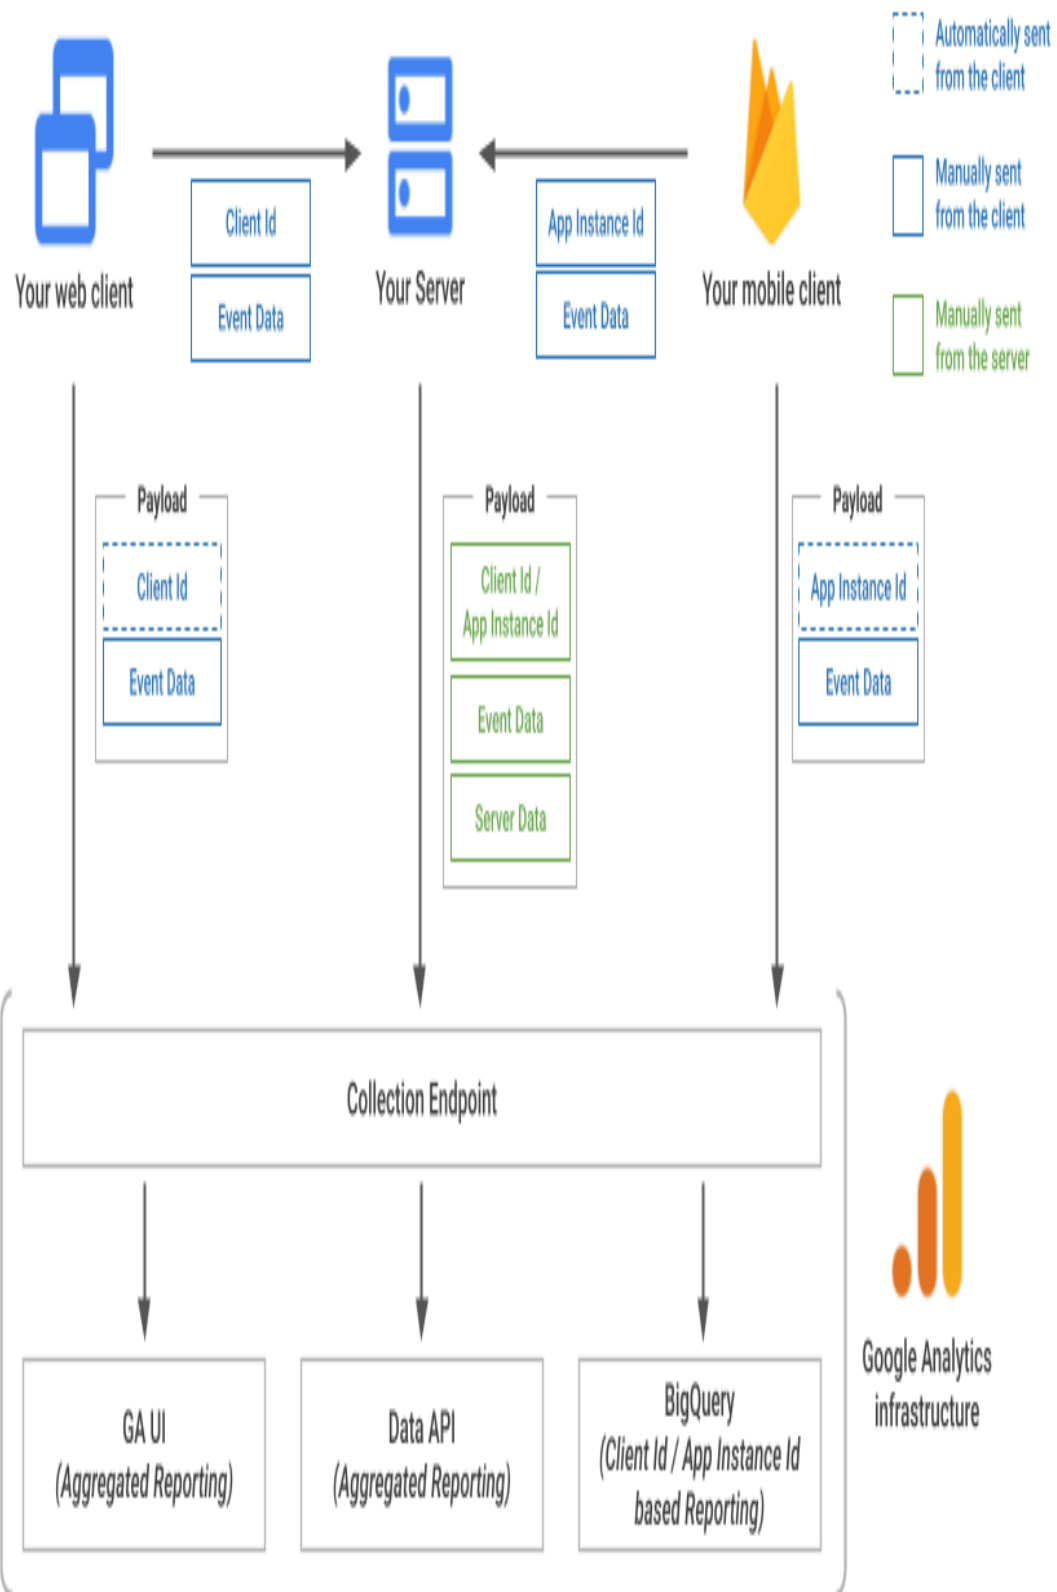 Automatically sent
from the client
Manually sent
from the client
Manually sent
from the server
Client Id
Event Data
App Instance Id
Event Data
Your web client
Your Server
Your mobile client
Payload
Client Id
Event Data
Payload
Client Id /
App Instance Id
Event Data
Server Data
Payload
App Instance Id
Event Data
Collection Endpoint
GA UI
(Aggregated Reporting)
Data API
(Aggregated Reporting)
BigQuery
(Client Id / App Instance Id
based Reporting)
Google Analytics
infrastructure